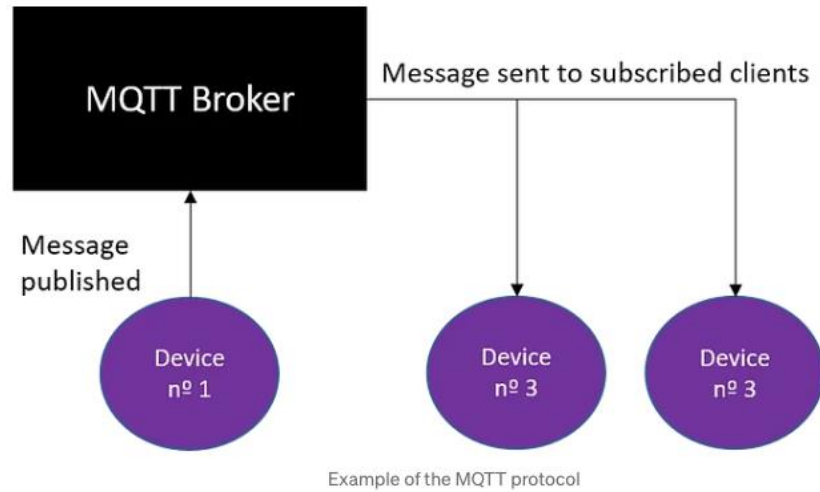 MQTT Broker
Message sent to subscribed clients
Message
published
Device
nº 1
Device
nº 3
Device
nº 3
Example of the MQTT protocol